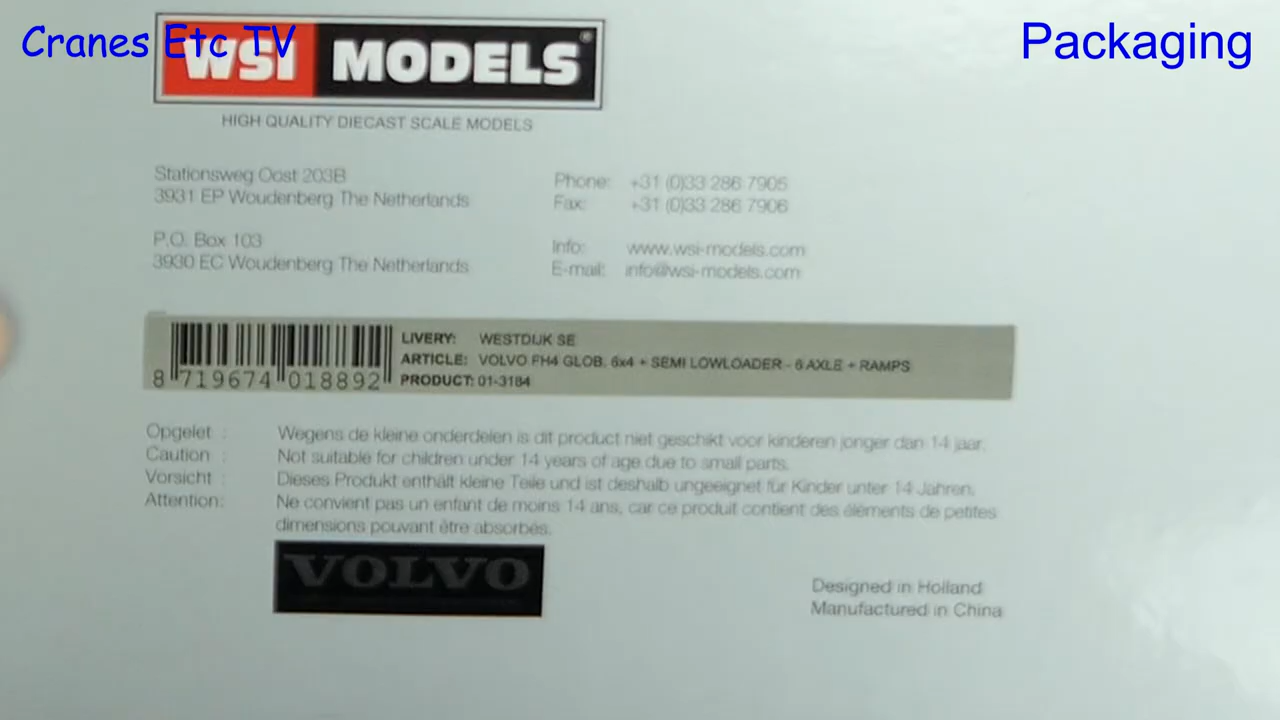 Cranes Etc TV
Packaging
WSI MODELS®
HIGH QUALITY DIECAST SCALE MODELS
Stationsweg Oost 203B
3931 EP Woudenberg The Netherlands
Phone: +31 (0)33 286 7905
Fax: +31 (0)33 286 7906
P.O. Box 103
3930 EC Woudenberg The Netherlands
Info: www.wsi-models.com
E-mail: info@wsi-models.com
LIVERY: WESTDIJK SE
ARTICLE: VOLVO FH4 GLOB. 6x4 + SEMI LOWLOADER - 6 AXLE + RAMPS
PRODUCT: 01-3184
8 719674 018892
Opgelet : Wegens de kleine onderdelen is dit product niet geschikt voor kinderen jonger dan 14 jaar.
Caution : Not suitable for children under 14 years of age due to small parts.
Vorsicht : Dieses Produkt enthält kleine Teile und ist deshalb ungeeignet für Kinder unter 14 Jahren.
Attention: Ne convient pas un enfant de moins 14 ans, car ce produit contient des éléments de petites
dimensions pouvant être absorbés.
VOLVO
Designed in Holland
Manufactured in China